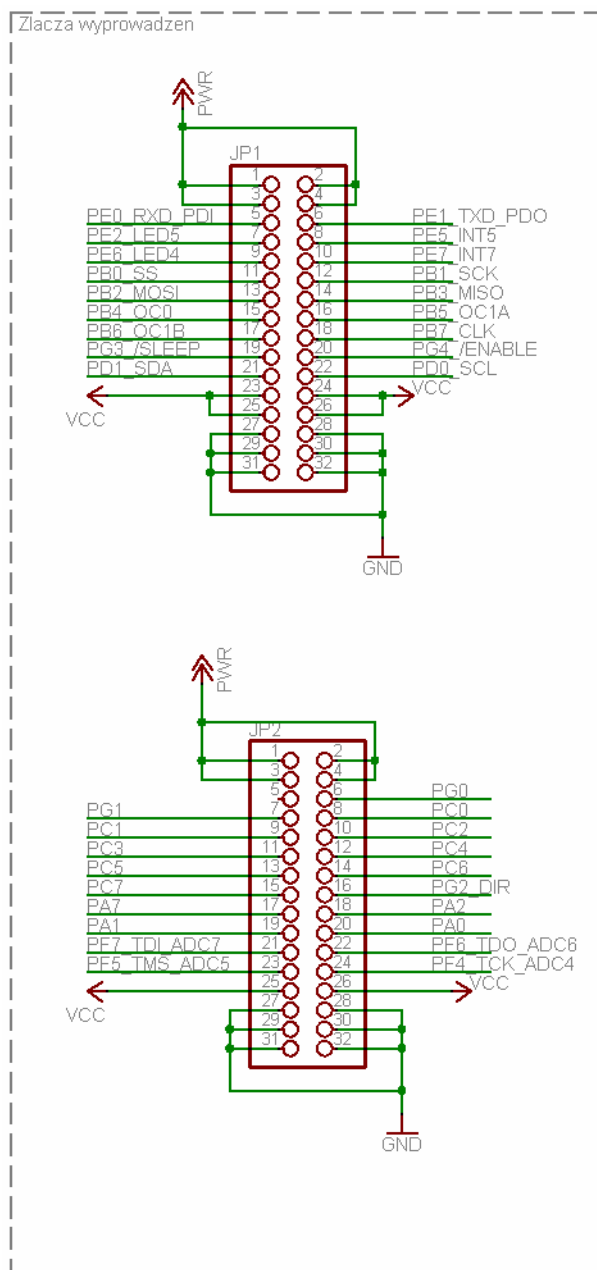 Zlacza wyprowadzen
PWR
JP1
1 2
3 4
PE0_RXD_PDI 5 6 PE1_TXD_PDO
PE2_LED5 7 8 PE5_INT5
PE6_LED4 9 10 PE7_INT7
PB0_SS 11 12 PB1_SCK
PB2_MOSI 13 14 PB3_MISO
PB4_OC0 15 16 PB5_OC1A
PB6_OC1B 17 18 PB7_CLK
PG3_/SLEEP 19 20 PG4_/ENABLE
PD1_SDA 21 22 PD0_SCL
23 24
VCC 25 26 VCC
27 28
29 30
31 32
GND
PWR
JP2
1 2
3 4
5 6 PG0
PG1 7 8 PC0
PC1 9 10 PC2
PC3 11 12 PC4
PC5 13 14 PC6
PC7 15 16 PG2_DIR
PA7 17 18 PA2
PA1 19 20 PA0
PF7_TDI_ADC7 21 22 PF6_TDO_ADC6
PF5_TMS_ADC5 23 24 PF4_TCK_ADC4
25 26 VCC
VCC 27 28
29 30
31 32
GND